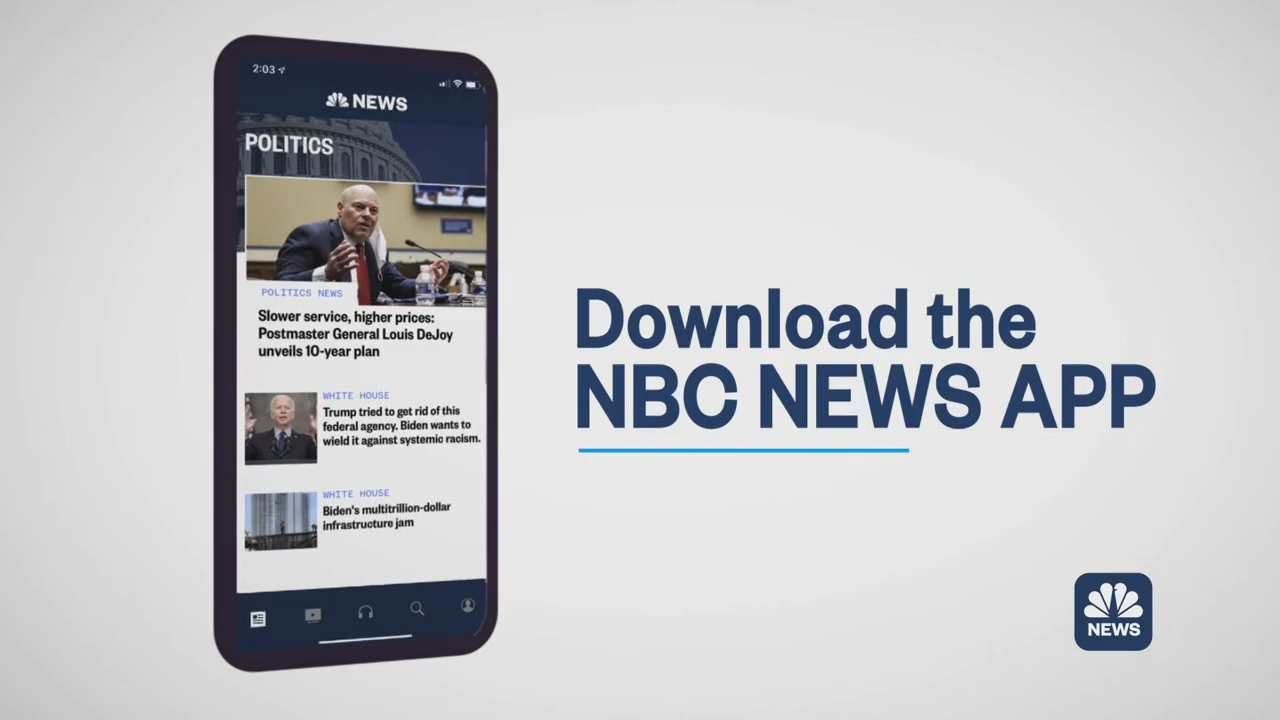 2:03
NEWS
POLITICS
POLITICS NEWS
Slower service, higher prices:
Postmaster General Louis DeJoy
unveils 10-year plan
WHITE HOUSE
Trump tried to get rid of this
federal agency. Biden wants to
wield it against systemic racism.
WHITE HOUSE
Biden's multitrillion-dollar
infrastructure jam
Download the
NBC NEWS APP
NEWS